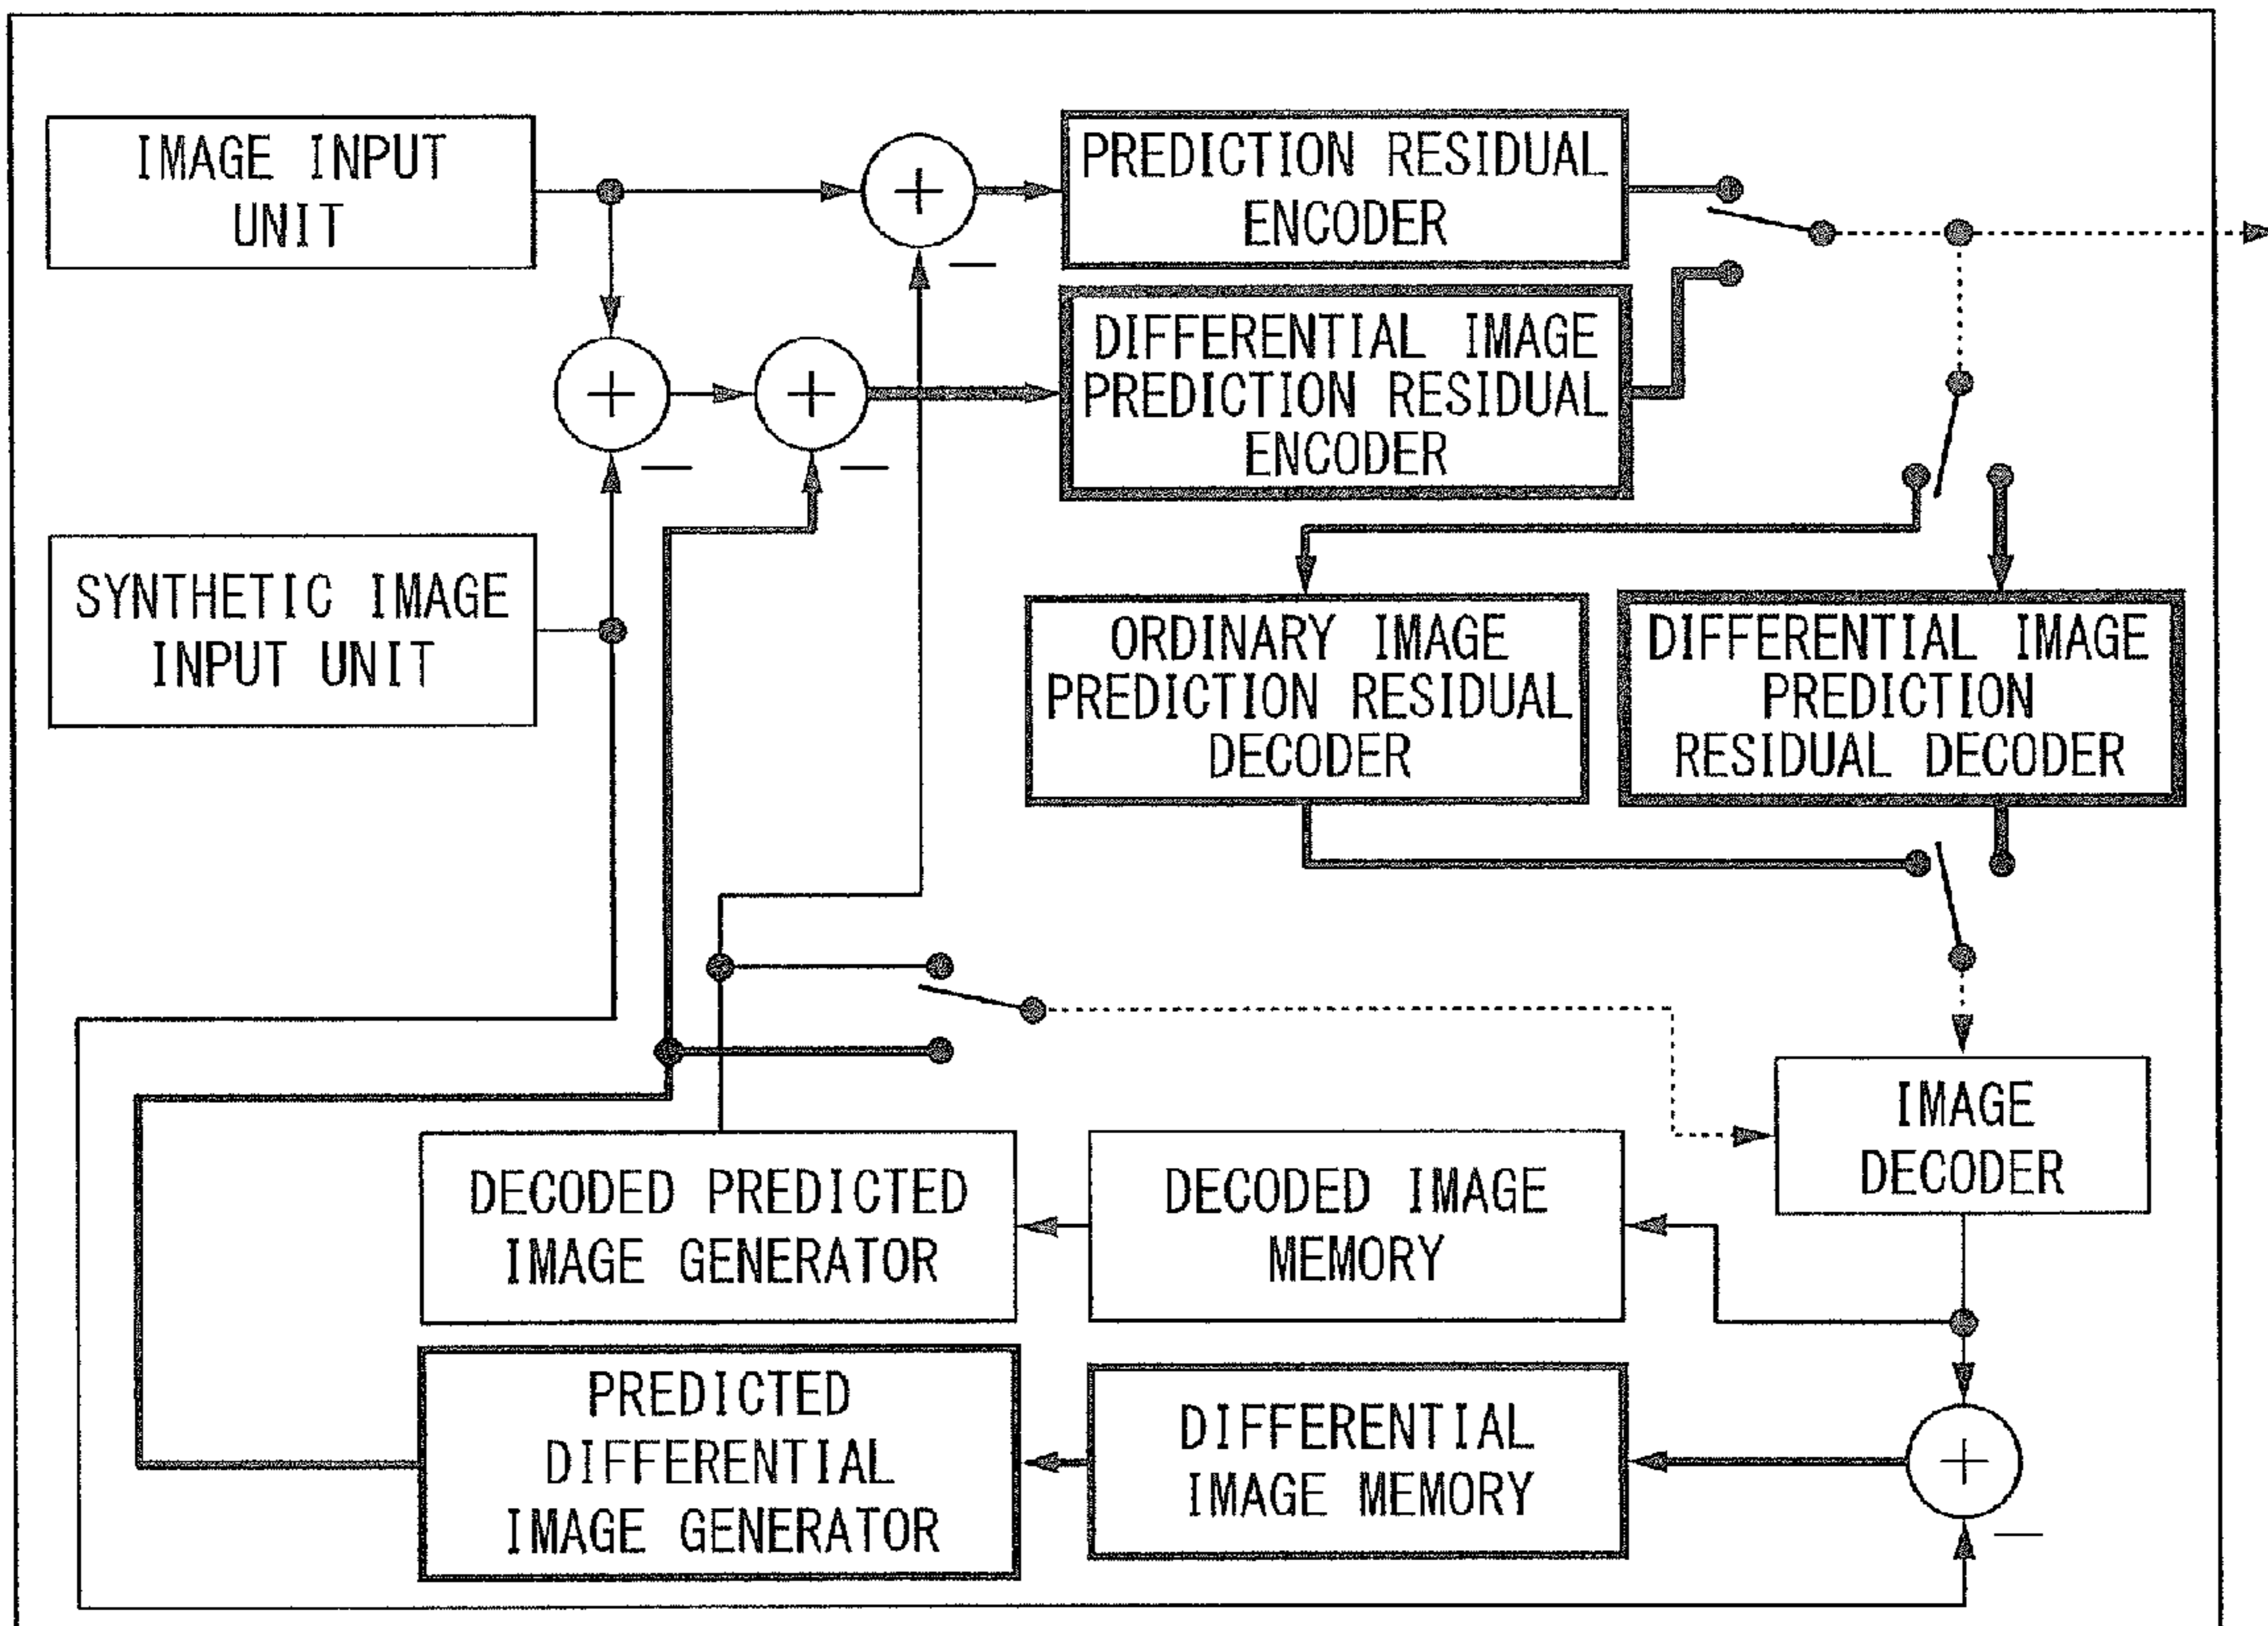 IMAGE INPUT
UNIT
PREDICTION RESIDUAL
ENCODER
DIFFERENTIAL IMAGE
PREDICTION RESIDUAL
ENCODER
SYNTHETIC IMAGE
INPUT UNIT
ORDINARY IMAGE
PREDICTION RESIDUAL
DECODER
DIFFERENTIAL IMAGE
PREDICTION
RESIDUAL DECODER
IMAGE
DECODER
DECODED PREDICTED
IMAGE GENERATOR
DECODED IMAGE
MEMORY
PREDICTED
DIFFERENTIAL
IMAGE GENERATOR
DIFFERENTIAL
IMAGE MEMORY